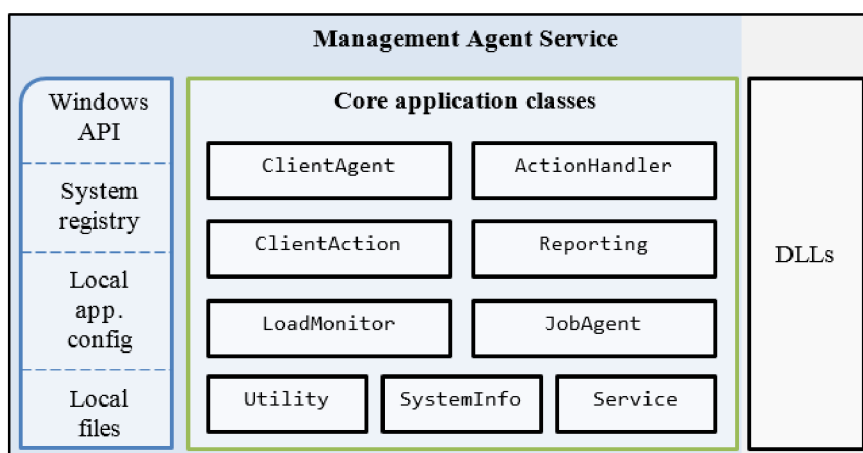 Management Agent Service
Windows
API
System
registry
Local
app.
config
Local
files
Core application classes
ClientAgent
ActionHandler
ClientAction
Reporting
LoadMonitor
JobAgent
Utility
SystemInfo
Service
DLLs